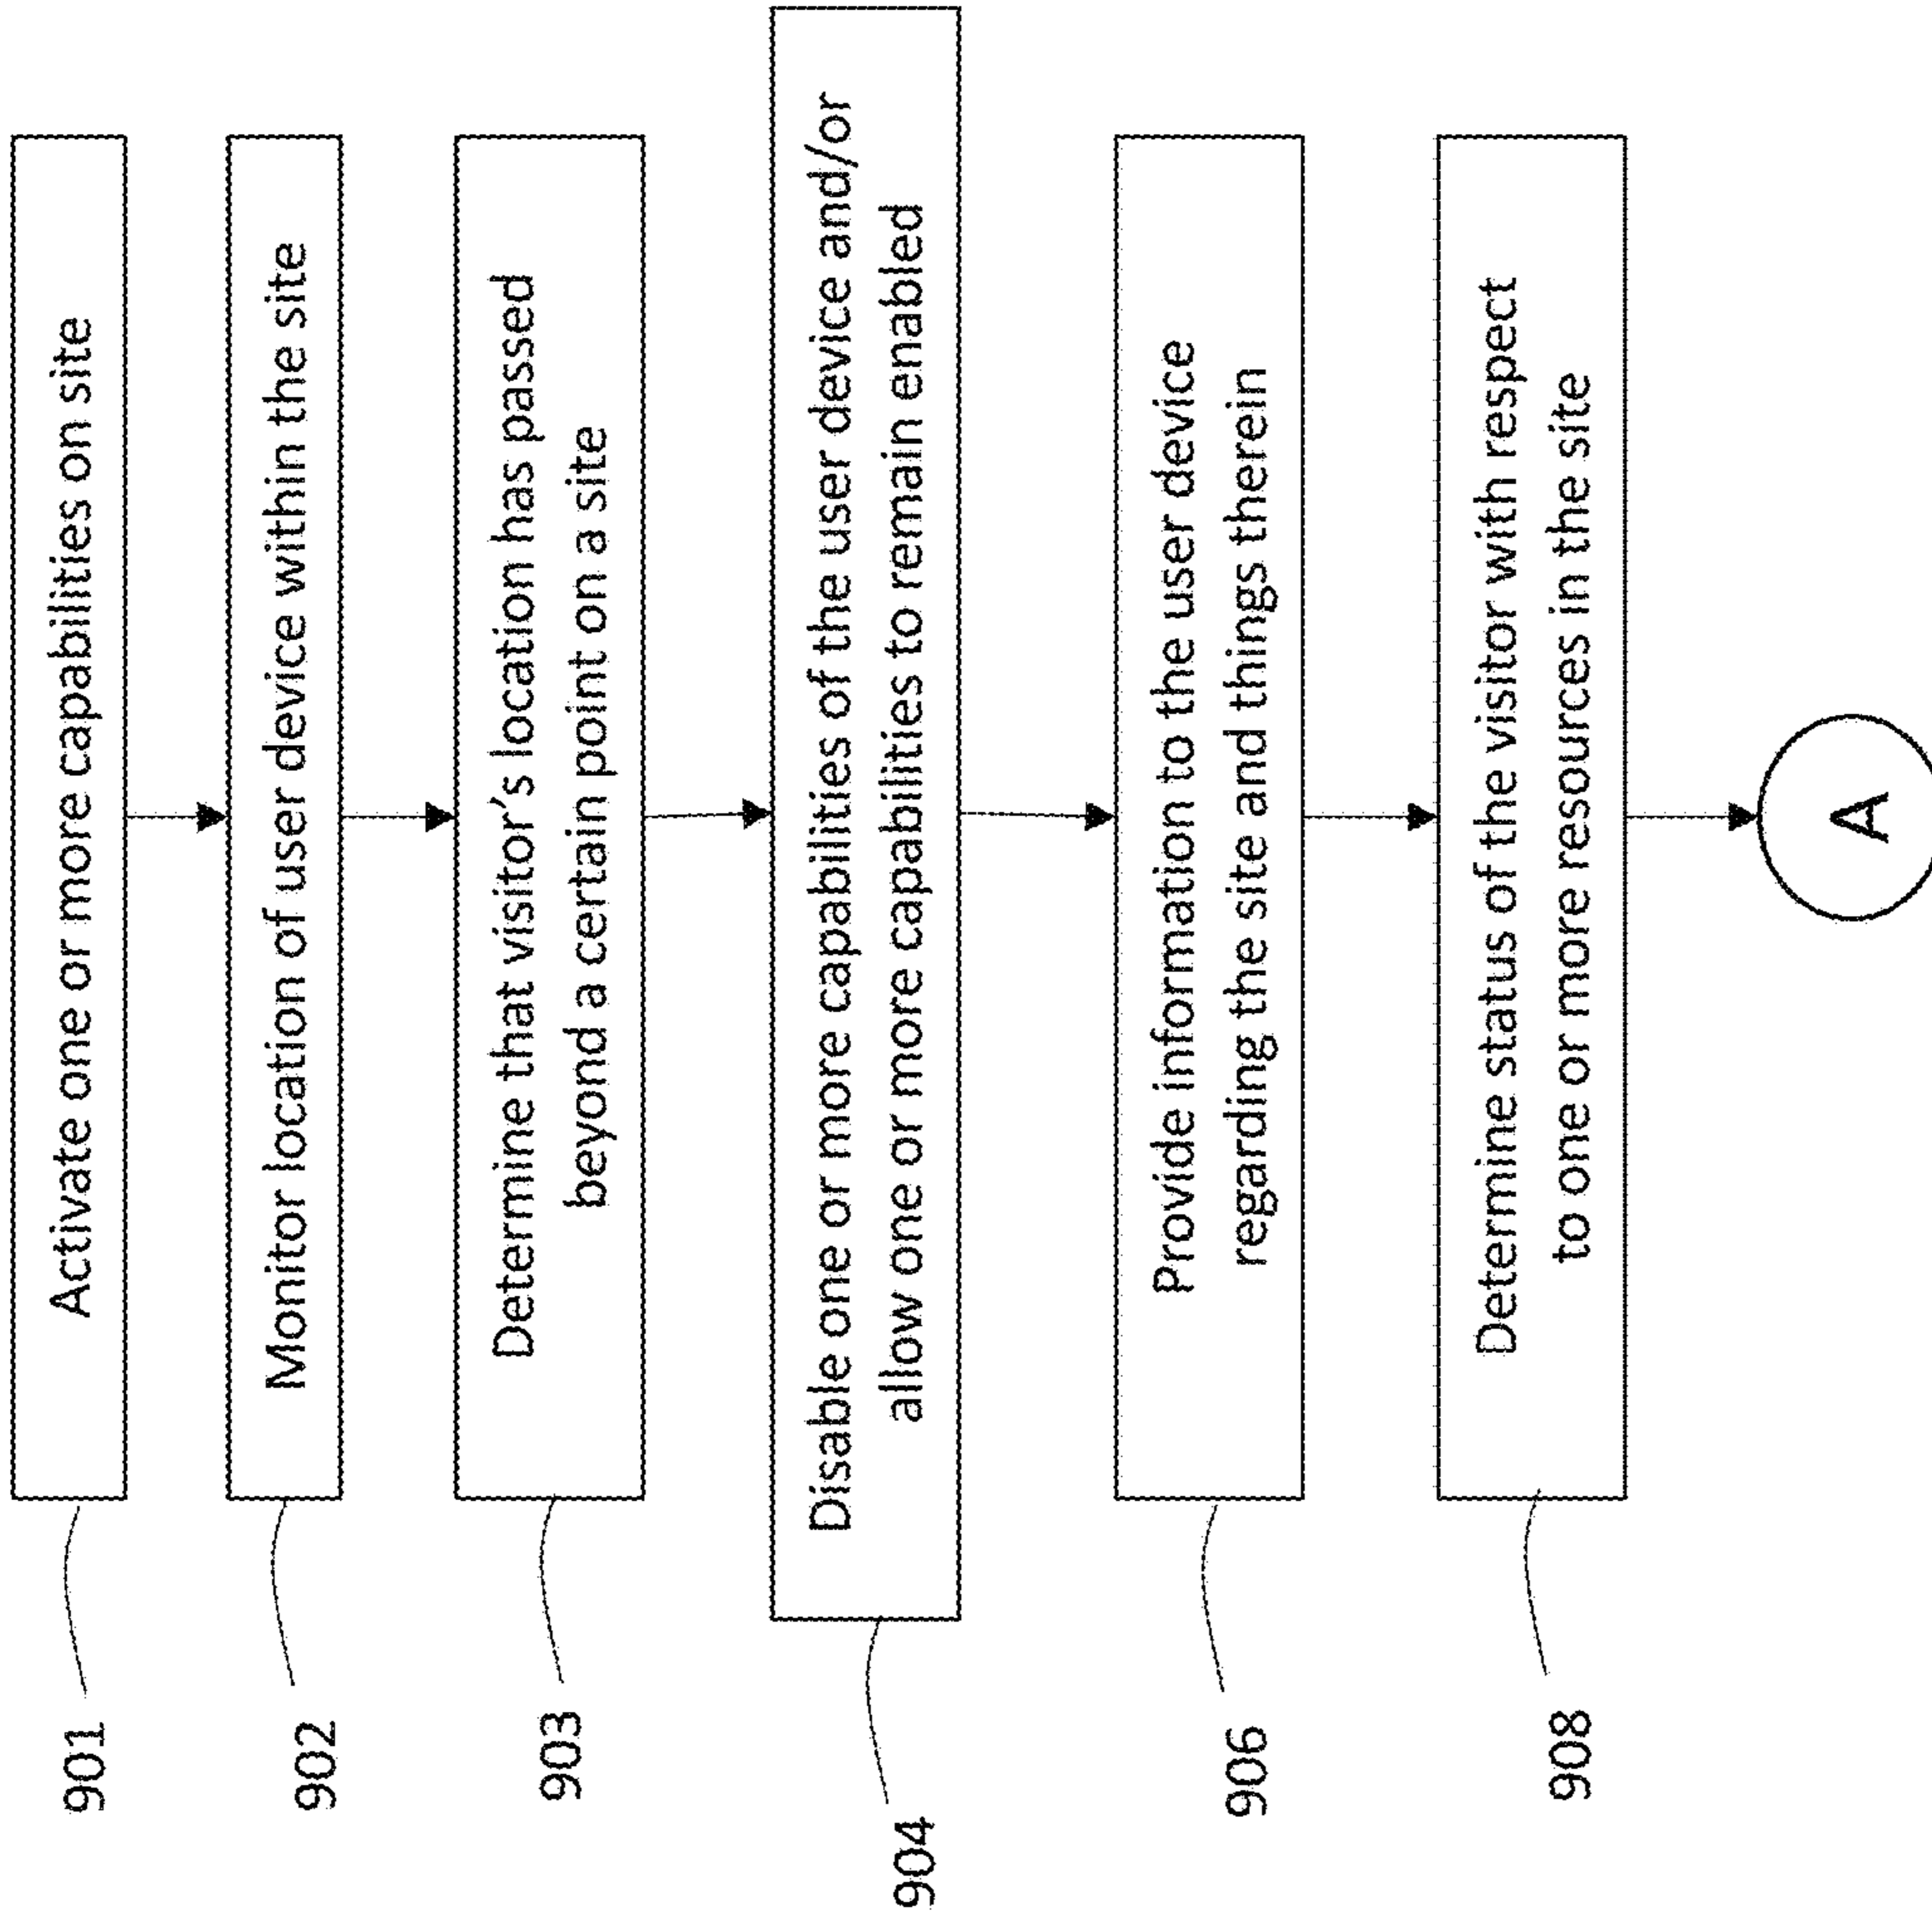 901
Activate one or more capabilities on site
902
Monitor location of user device within the site
903
Determine that visitor's location has passed
beyond a certain point on a site
904
Disable one or more capabilities of the user device and/or
allow one or more capabilities to remain enabled
906
Provide information to the user device
regarding the site and things therein
908
Determine status of the visitor with respect
to one or more resources in the site
A